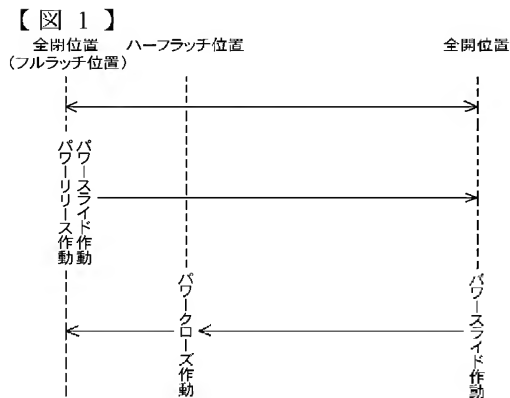 【図1】
全閉位置
(フルラッチ位置)
ハーフラッチ位置
全開位置
パワースライド作動
パワーリリース作動
パワークローズ作動
パワースライド作動